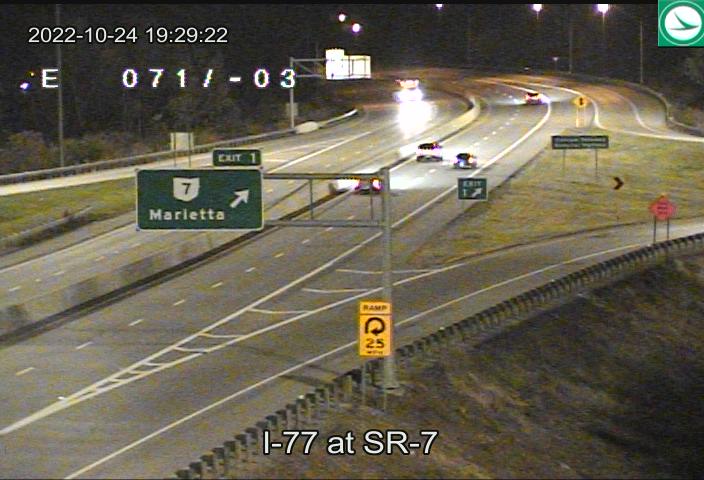 2022-10-24 19:29:22
E 071/-03
EXIT 1
7
Marietta
EXIT
1
RAMP
25
MPH
I-77 at SR-7